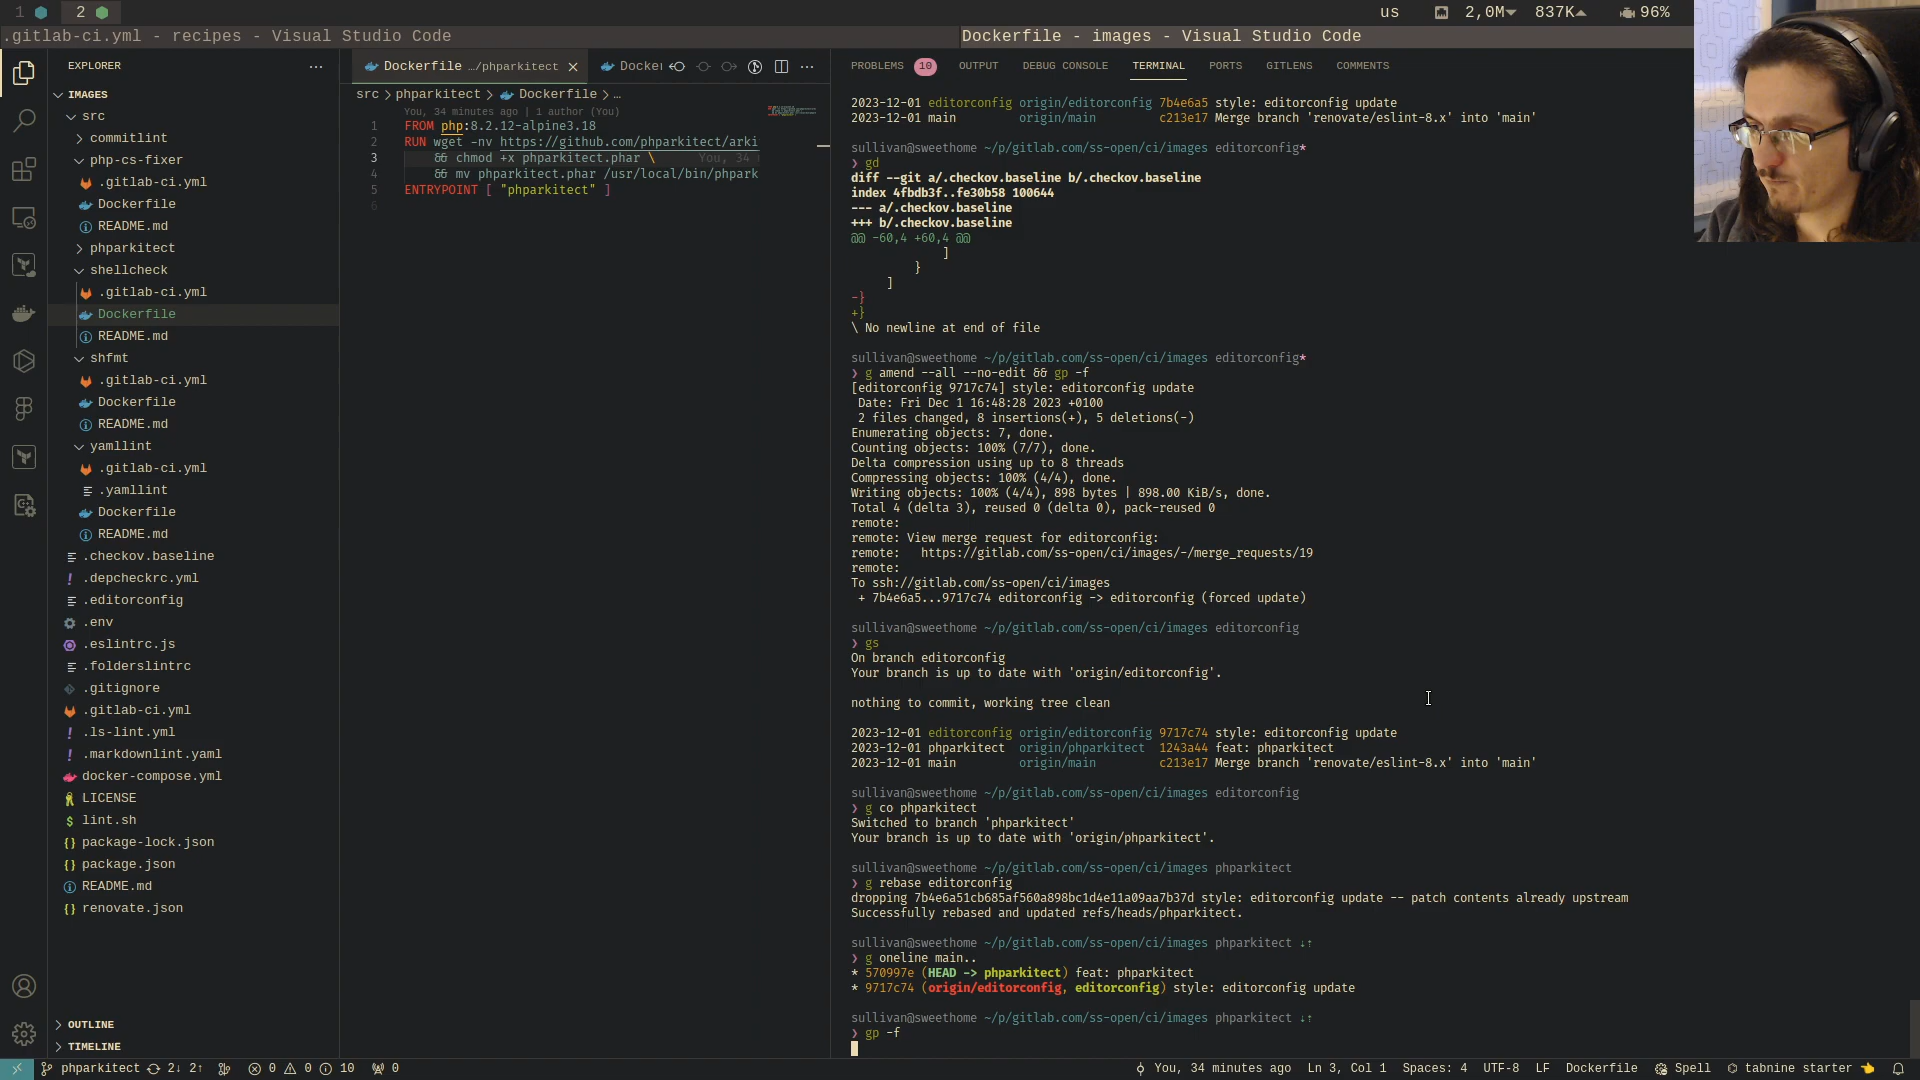 1 2 us 2,0M 837K 96%
.gitlab-ci.yml - recipes - Visual Studio Code
Dockerfile - images - Visual Studio Code
EXPLORER
IMAGES
src
commitlint
php-cs-fixer
.gitlab-ci.yml
Dockerfile
README.md
phparkitect
shellcheck
.gitlab-ci.yml
Dockerfile
README.md
shfmt
.gitlab-ci.yml
Dockerfile
README.md
yamllint
.gitlab-ci.yml
.yamllint
Dockerfile
README.md
.checkov.baseline
.depcheckrc.yml
.editorconfig
.env
.eslintrc.js
.folderslintrc
.gitignore
.gitlab-ci.yml
.ls-lint.yml
.markdownlint.yaml
docker-compose.yml
LICENSE
lint.sh
package-lock.json
package.json
README.md
renovate.json
OUTLINE
TIMELINE
Dockerfile …/phparkitect
src > phparkitect > Dockerfile > …
You, 34 minutes ago | 1 author (You)
1 FROM php:8.2.12-alpine3.18
2 RUN wget -nv https://github.com/phparkitect/arki
3 && chmod +x phparkitect.phar \ You, 34
4 && mv phparkitect.phar /usr/local/bin/phpark
5 ENTRYPOINT [ "phparkitect" ]
6
PROBLEMS 10 OUTPUT DEBUG CONSOLE TERMINAL PORTS GITLENS COMMENTS
2023-12-01 editorconfig origin/editorconfig 7b4e6a5 style: editorconfig update
2023-12-01 main origin/main c213e17 Merge branch 'renovate/eslint-8.x' into 'main'
sullivan@sweethome ~/p/gitlab.com/ss-open/ci/images editorconfig*
❯ gd
diff --git a/.checkov.baseline b/.checkov.baseline
index 4fbdb3f..fe30b58 100644
--- a/.checkov.baseline
+++ b/.checkov.baseline
@@ -60,4 +60,4 @@
]
}
]
-}
+}
\ No newline at end of file
sullivan@sweethome ~/p/gitlab.com/ss-open/ci/images editorconfig*
❯ g amend --all --no-edit && gp -f
[editorconfig 9717c74] style: editorconfig update
Date: Fri Dec 1 16:48:28 2023 +0100
2 files changed, 8 insertions(+), 5 deletions(-)
Enumerating objects: 7, done.
Counting objects: 100% (7/7), done.
Delta compression using up to 8 threads
Compressing objects: 100% (4/4), done.
Writing objects: 100% (4/4), 898 bytes | 898.00 KiB/s, done.
Total 4 (delta 3), reused 0 (delta 0), pack-reused 0
remote:
remote: View merge request for editorconfig:
remote: https://gitlab.com/ss-open/ci/images/-/merge_requests/19
remote:
To ssh://gitlab.com/ss-open/ci/images
+ 7b4e6a5...9717c74 editorconfig -> editorconfig (forced update)
sullivan@sweethome ~/p/gitlab.com/ss-open/ci/images editorconfig
❯ gs
On branch editorconfig
Your branch is up to date with 'origin/editorconfig'.
nothing to commit, working tree clean
2023-12-01 editorconfig origin/editorconfig 9717c74 style: editorconfig update
2023-12-01 phparkitect origin/phparkitect 1243a44 feat: phparkitect
2023-12-01 main origin/main c213e17 Merge branch 'renovate/eslint-8.x' into 'main'
sullivan@sweethome ~/p/gitlab.com/ss-open/ci/images editorconfig
❯ g co phparkitect
Switched to branch 'phparkitect'
Your branch is up to date with 'origin/phparkitect'.
sullivan@sweethome ~/p/gitlab.com/ss-open/ci/images phparkitect
❯ g rebase editorconfig
dropping 7b4e6a51cb685af560a898bc1d4e11a09aa7b37d style: editorconfig update -- patch contents already upstream
Successfully rebased and updated refs/heads/phparkitect.
sullivan@sweethome ~/p/gitlab.com/ss-open/ci/images phparkitect ↓↑
❯ g oneline main..
* 570997e (HEAD -> phparkitect) feat: phparkitect
* 9717c74 (origin/editorconfig, editorconfig) style: editorconfig update
sullivan@sweethome ~/p/gitlab.com/ss-open/ci/images phparkitect ↓↑
❯ gp -f
phparkitect 2↓ 2↑ 0 0 10 0
You, 34 minutes ago Ln 3, Col 1 Spaces: 4 UTF-8 LF Dockerfile Spell tabnine starter